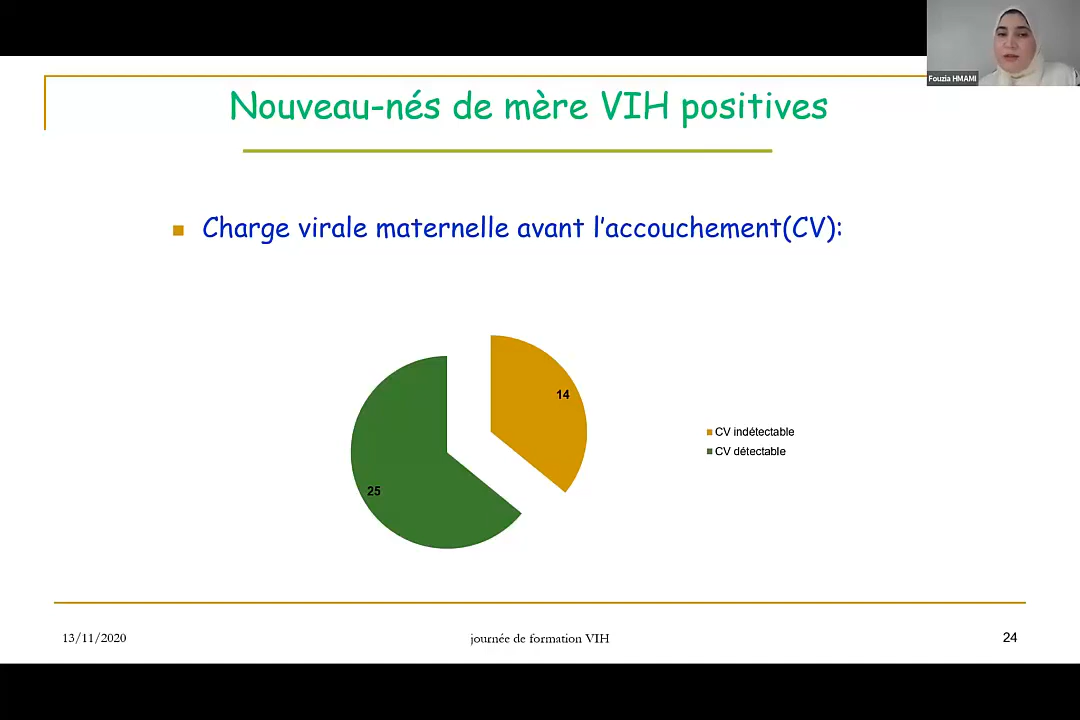 Fouzia HMAMI
Nouveau-nés de mère VIH positives
Charge virale maternelle avant l'accouchement(CV):
14
25
CV indétectable
CV détectable
13/11/2020
journée de formation VIH
24